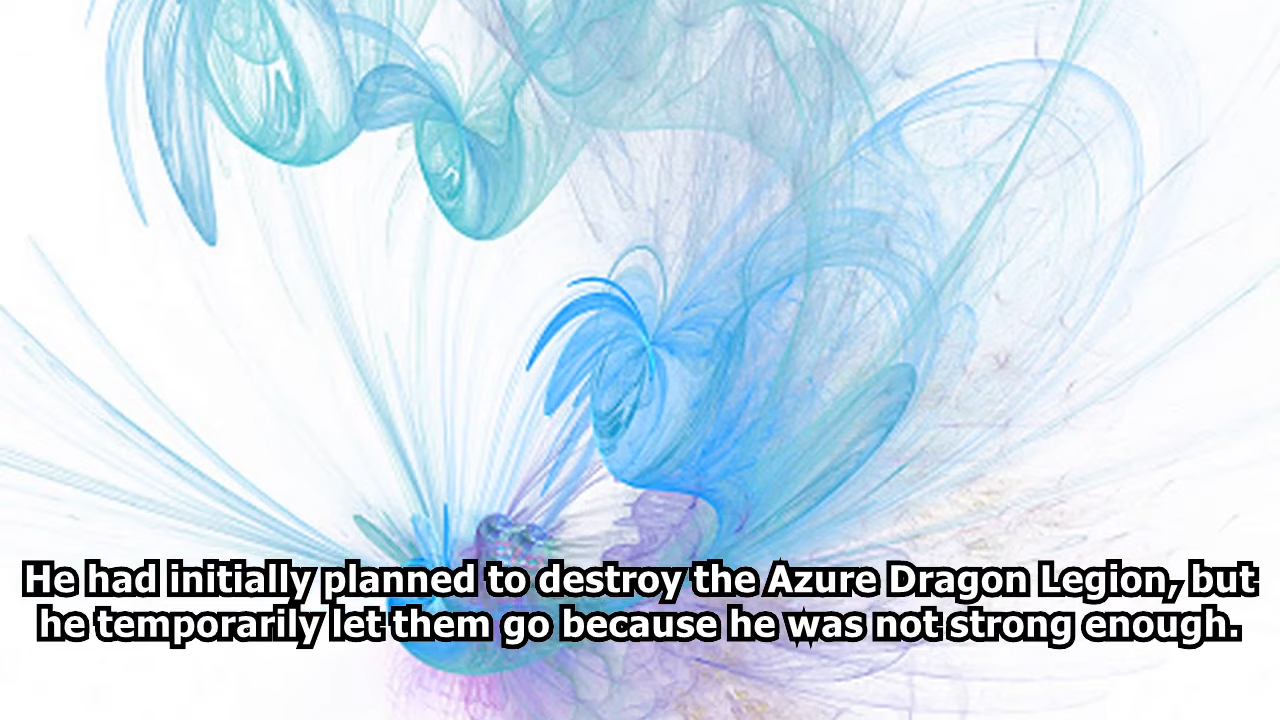 He had initially planned to destroy the Azure Dragon Legion, but
he temporarily let them go because he was not strong enough.